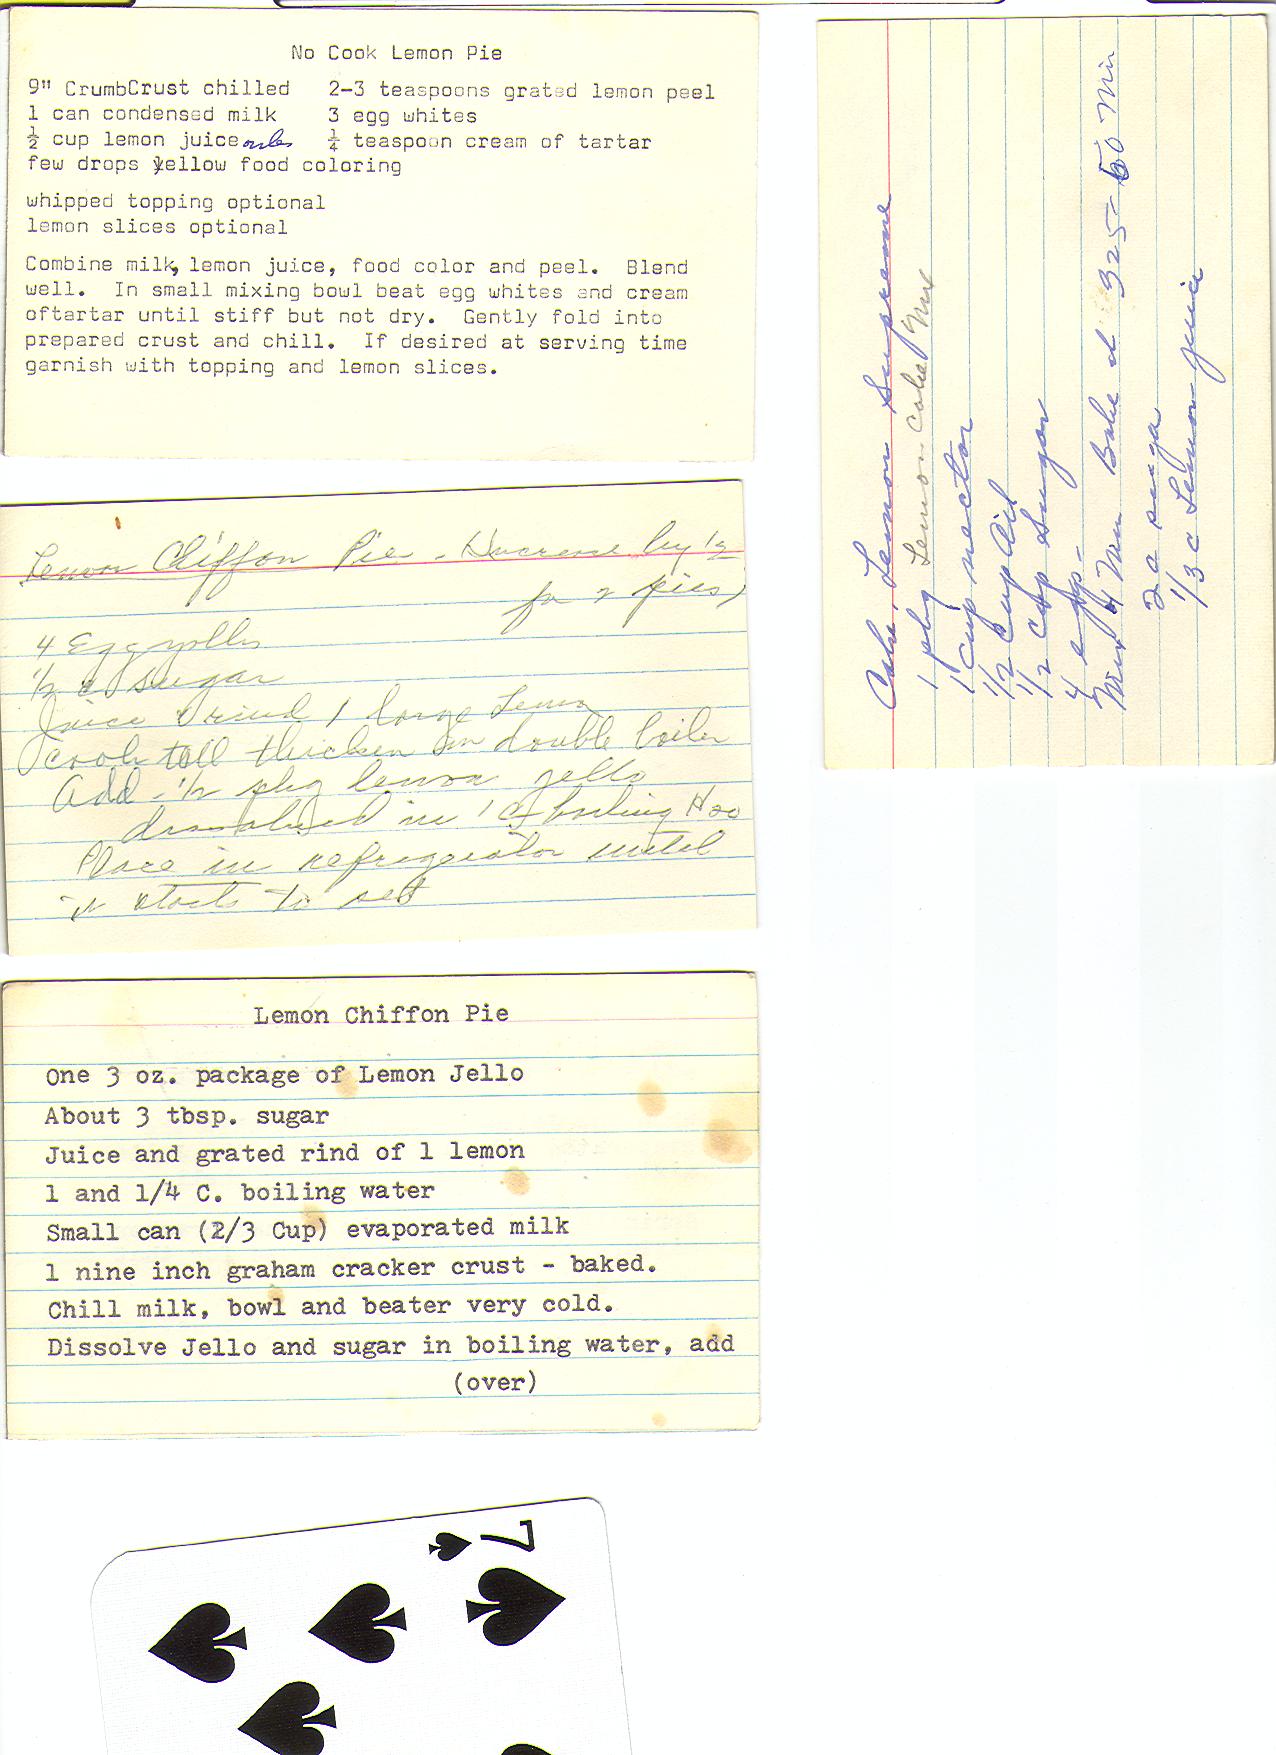 No Cook Lemon Pie
9" CrumbCrust chilled 2-3 teaspoons grated lemon peel
1 can condensed milk 3 egg whites
½ cup lemon juice ¼ teaspoon cream of tartar
few drops yellow food coloring
whipped topping optional
lemon slices optional
Combine milk, lemon juice, food color and peel. Blend
well. In small mixing bowl beat egg whites and cream
oftartar until stiff but not dry. Gently fold into
prepared crust and chill. If desired at serving time
garnish with topping and lemon slices.
Lemon Chiffon Pie - Increase by ½
for 2 pies)
4 Egg yolks
½ c sugar
Juice & rind 1 large Lemon
Cook till thicken in double boiler
Add - ½ pkg lemon jello
dissolved in 1 c boiling H2O
Place in refrigerator until
it starts to set
Lemon Chiffon Pie
One 3 oz. package of Lemon Jello
About 3 tbsp. sugar
Juice and grated rind of 1 lemon
1 and 1/4 C. boiling water
Small can (2/3 Cup) evaporated milk
1 nine inch graham cracker crust - baked.
Chill milk, bowl and beater very cold.
Dissolve Jello and sugar in boiling water, add
(over)
Cake, Lemon Supreme
1 pkg Lemon Cake Mix
1 cup nectar
1/2 Cup Oil
1/2 cup Sugar
4 eggs-
Mix 4 Min Bake at 325- 60 Min
2 c
1/3 c Lemon juice
7